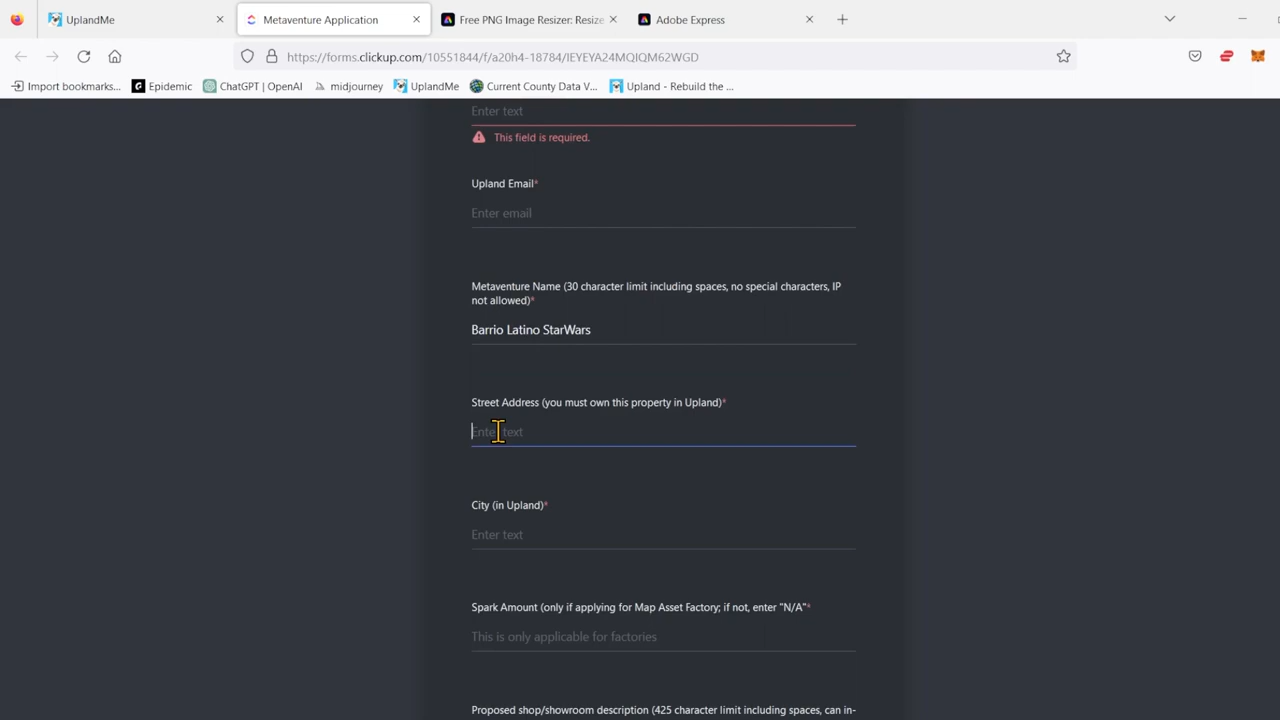 UplandMe
Metaventure Application
Free PNG Image Resizer: Resize
Adobe Express
https://forms.clickup.com/10551844/f/a20h4-18784/IEYEYA24MQIQM62WGD
Import bookmarks...
Epidemic
ChatGPT | OpenAI
midjourney
UplandMe
Current County Data V...
Upland - Rebuild the ...
Enter text
This field is required.
Upland Email*
Enter email
Metaventure Name (30 character limit including spaces, no special characters, IP
not allowed)*
Barrio Latino StarWars
Street Address (you must own this property in Upland)*
Enter text
City (in Upland)*
Enter text
Spark Amount (only if applying for Map Asset Factory; if not, enter "N/A"*
This is only applicable for factories
Proposed shop/showroom description (425 character limit including spaces, can in-